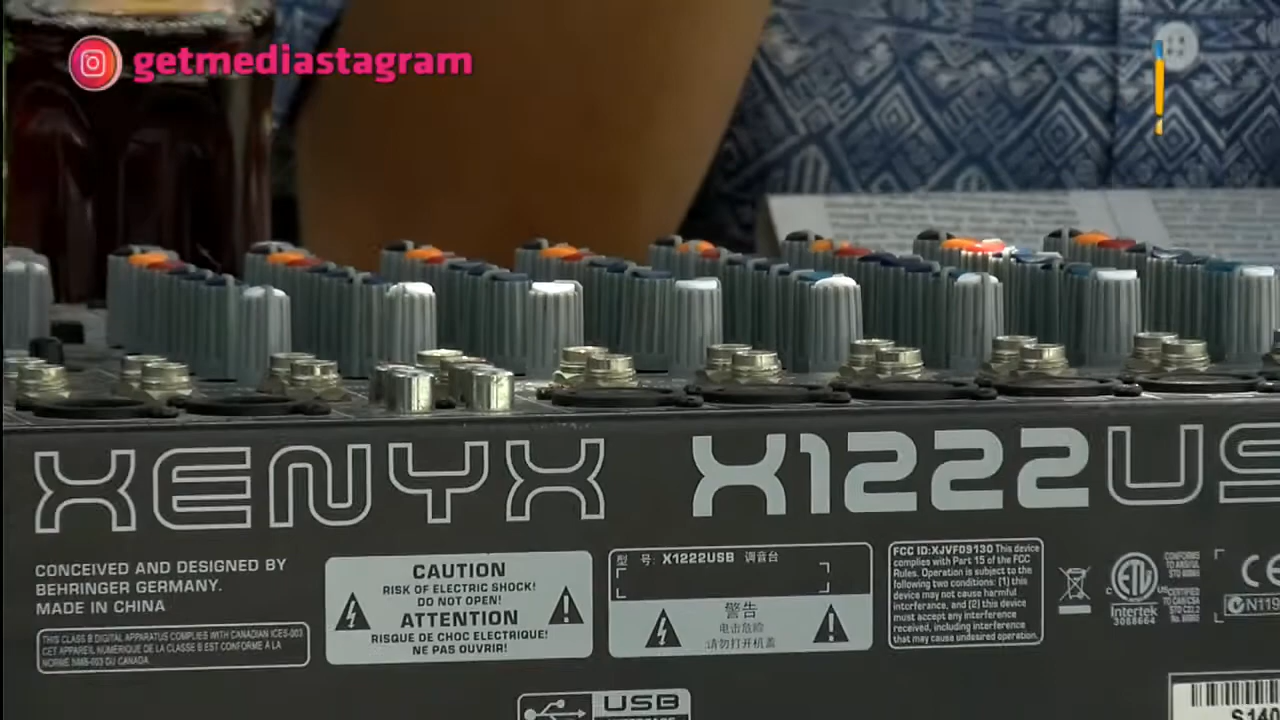 getmediastagram
XENYX X1222US
CONCEIVED AND DESIGNED BY
BEHRINGER GERMANY.
MADE IN CHINA
THIS CLASS B DIGITAL APPARATUS COMPLIES WITH CANADIAN ICES-003
CET APPAREIL NUMÉRIQUE DE LA CLASSE B EST CONFORME À LA
NORME NMB-003 DU CANADA.
CAUTION
RISK OF ELECTRIC SHOCK!
DO NOT OPEN!
ATTENTION
RISQUE DE CHOC ELECTRIQUE!
NE PAS OUVRIR!
型 号: X1222USB 调音台
警告
电击危险
请勿打开机盖
FCC ID:XJVF09130 This device
complies with Part 15 of the FCC
Rules. Operation is subject to the
following two conditions: (1) this
device may not cause harmful
interference, and (2) this device
must accept any interference
received, including interference
that may cause undesired operation.
ETL
Intertek
CE
N119
USB
S140